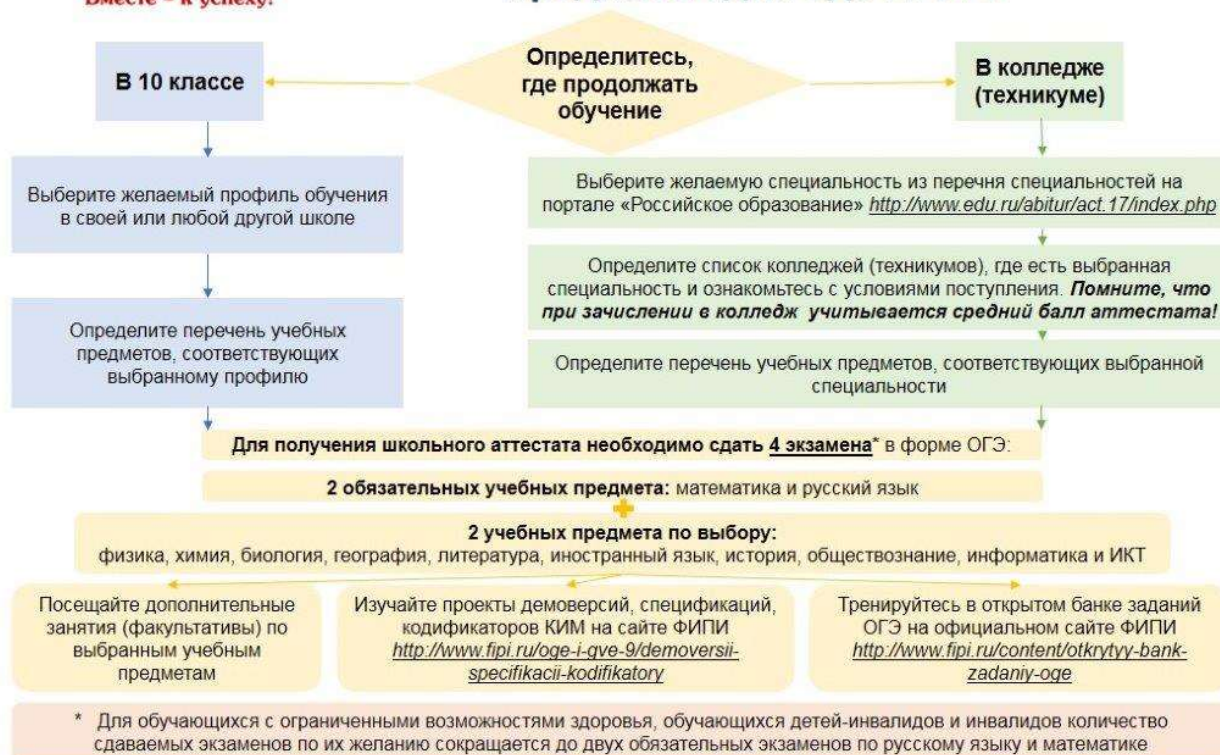 Вместе – к успеху!
Определитесь,
где продолжать
обучение
В 10 классе
В колледже
(техникуме)
Выберите желаемый профиль обучения
в своей или любой другой школе
Определите перечень учебных
предметов, соответствующих
выбранному профилю
Выберите желаемую специальность из перечня специальностей на
портале «Российское образование» http://www.edu.ru/abitur/act.17/index.php
Определите список колледжей (техникумов), где есть выбранная
специальность и ознакомьтесь с условиями поступления. Помните, что
при зачислении в колледж учитывается средний балл аттестата!
Определите перечень учебных предметов, соответствующих выбранной
специальности
Для получения школьного аттестата необходимо сдать 4 экзамена* в форме ОГЭ:
2 обязательных учебных предмета: математика и русский язык
2 учебных предмета по выбору:
физика, химия, биология, география, литература, иностранный язык, история, обществознание, информатика и ИКТ
Посещайте дополнительные
занятия (факультативы) по
выбранным учебным
предметам
Изучайте проекты демоверсий, спецификаций,
кодификаторов КИМ на сайте ФИПИ
http://www.fipi.ru/oge-i-gve-9/demoversii-
specifikacii-kodifikatory
Тренируйтесь в открытом банке заданий
ОГЭ на официальном сайте ФИПИ
http://www.fipi.ru/content/otkrytyy-bank-
zadaniy-oge
* Для обучающихся с ограниченными возможностями здоровья, обучающихся детей-инвалидов и инвалидов количество
сдаваемых экзаменов по их желанию сокращается до двух обязательных экзаменов по русскому языку и математике